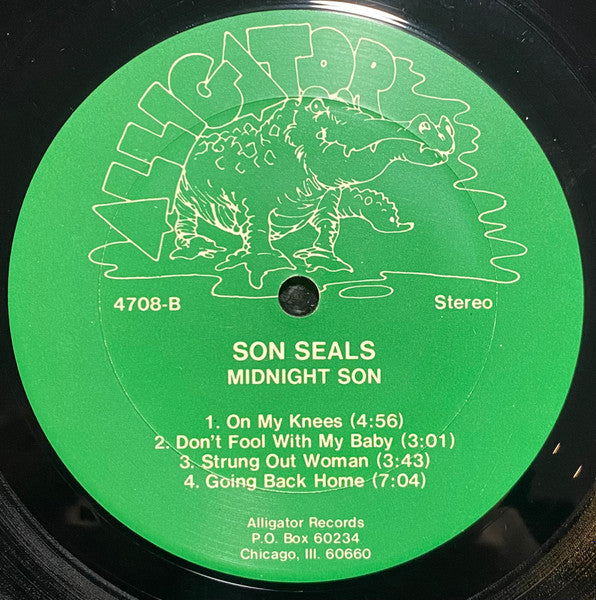 ALLIGATOR
4708-B
Stereo
SON SEALS
MIDNIGHT SON
1. On My Knees (4:56)
2. Don't Fool With My Baby (3:01)
3. Strung Out Woman (3:43)
4. Going Back Home (7:04)
Alligator Records
P.O. Box 60234
Chicago, Ill. 60660